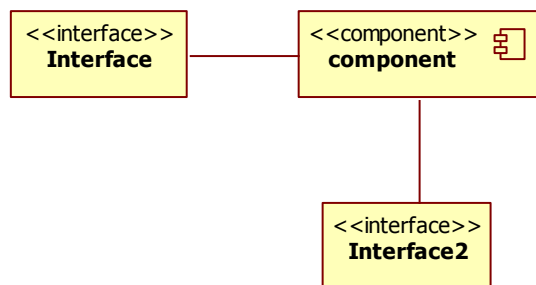 <<interface>>
Interface
<<component>>
component
<<interface>>
Interface2